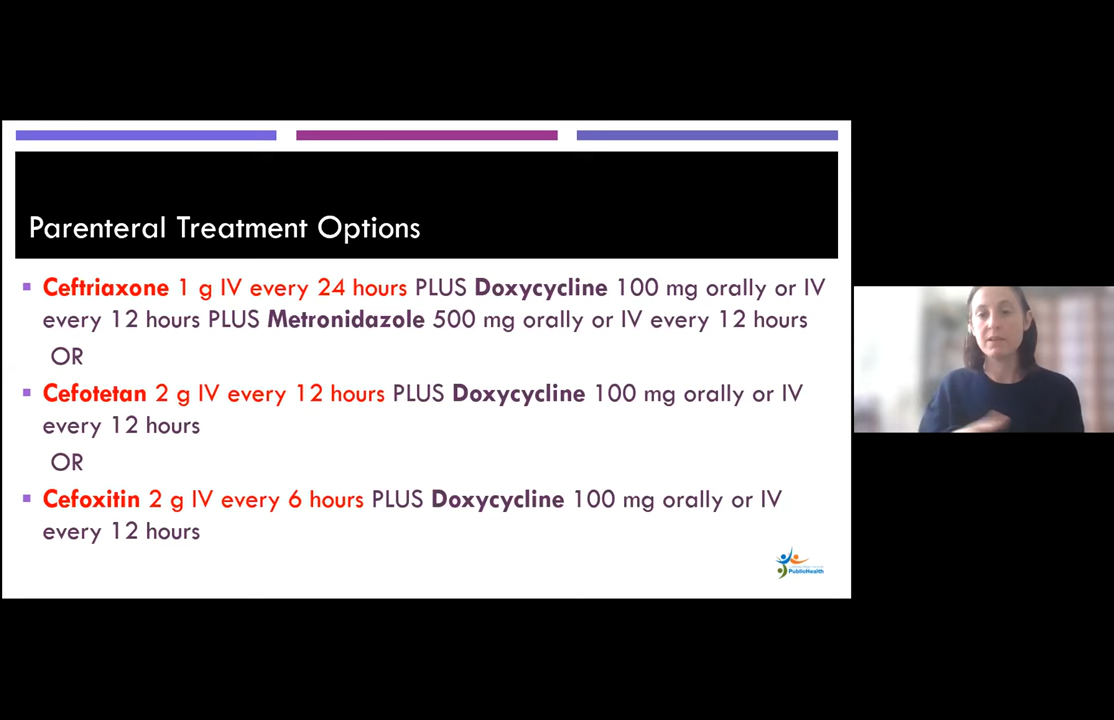 Parenteral Treatment Options
▪ Ceftriaxone 1 g IV every 24 hours PLUS Doxycycline 100 mg orally or IV
every 12 hours PLUS Metronidazole 500 mg orally or IV every 12 hours
OR
▪ Cefotetan 2 g IV every 12 hours PLUS Doxycycline 100 mg orally or IV
every 12 hours
OR
▪ Cefoxitin 2 g IV every 6 hours PLUS Doxycycline 100 mg orally or IV
every 12 hours
PublicHealth